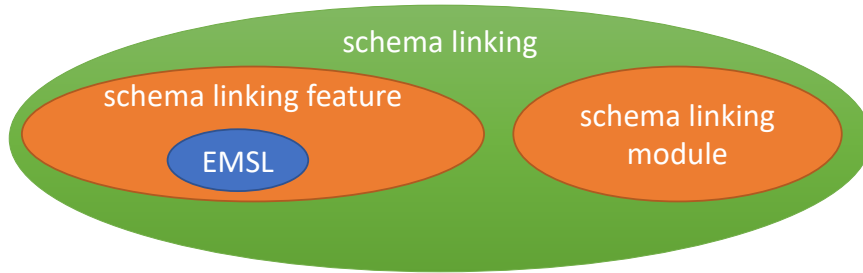 schema linking
schema linking feature
EMSL
schema linking
module